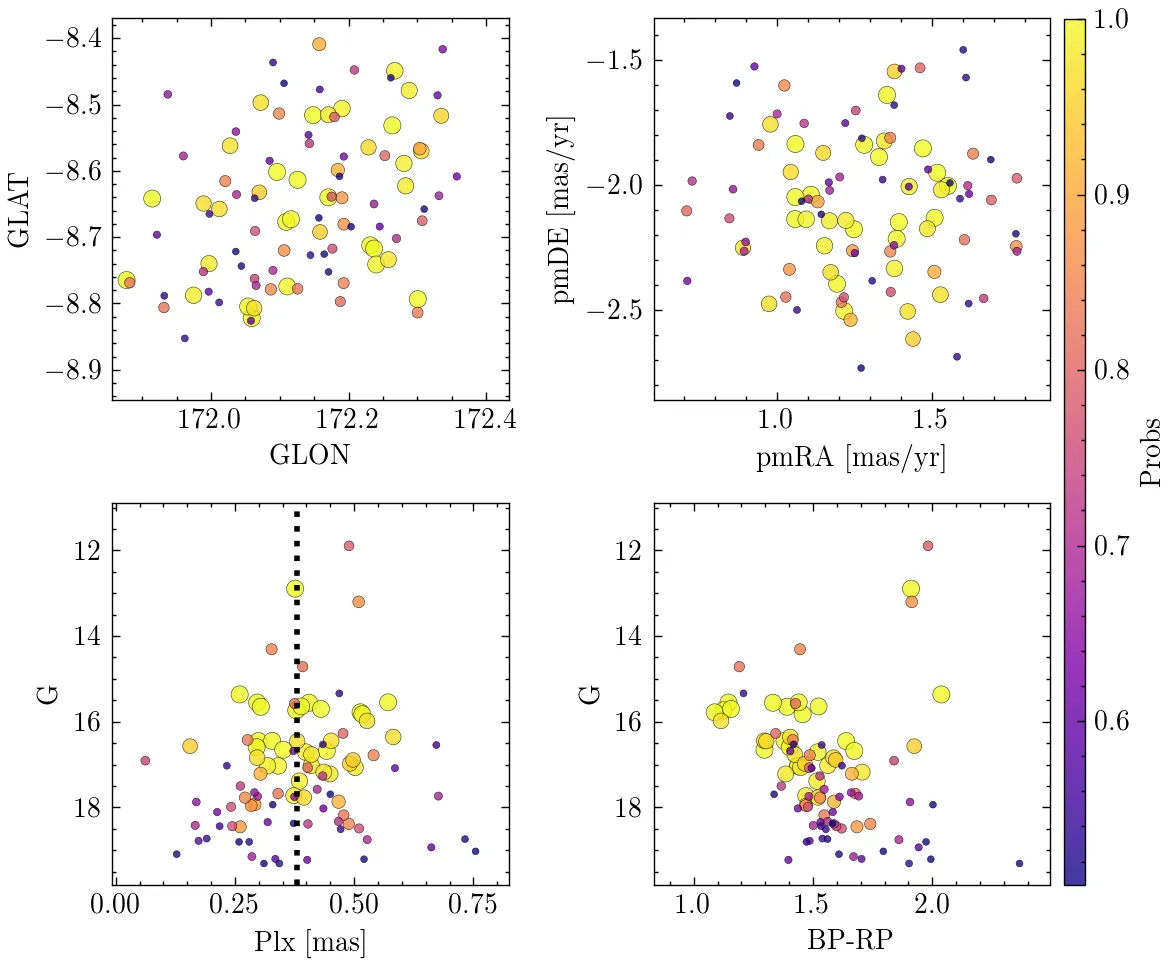 −8.4
−8.5
−8.6
−8.7
−8.8
−8.9
GLAT
172.0 172.2 172.4
GLON
−1.5
−2.0
−2.5
pmDE [mas/yr]
1.0 1.5
pmRA [mas/yr]
12
14
16
18
G
0.00 0.25 0.50 0.75
Plx [mas]
12
14
16
18
G
1.0 1.5 2.0
BP-RP
1.0
0.9
0.8
0.7
0.6
Probs